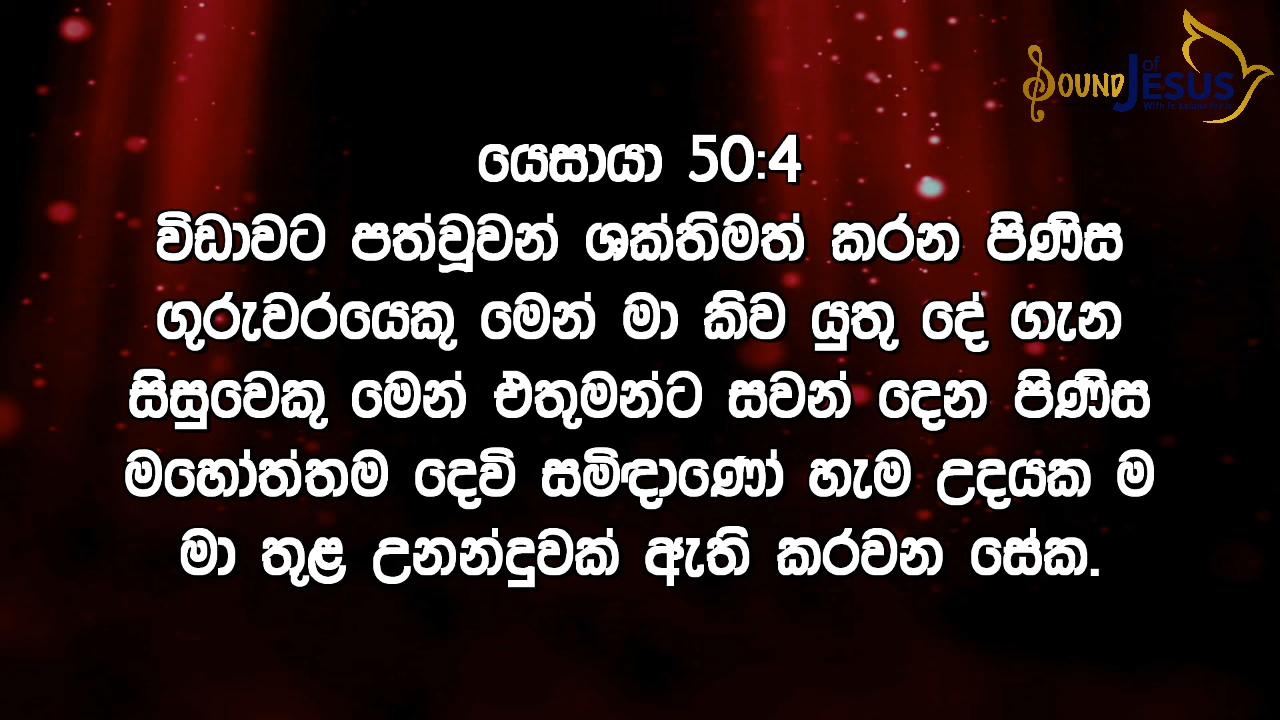 SOUND of JESUS
යෙසායා 50:4
විඩාවට පත්වූවන් ශක්තිමත් කරන පිණිස
ගුරුවරයෙකු මෙන් මා කිව යුතු දේ ගැන
සිසුවෙකු මෙන් එතුමන්ට සවන් දෙන පිණිස
මහෝත්තම දෙවි සමිඳාණෝ හැම උදයක ම
මා තුළ උනන්දුවක් ඇති කරවන සේක.